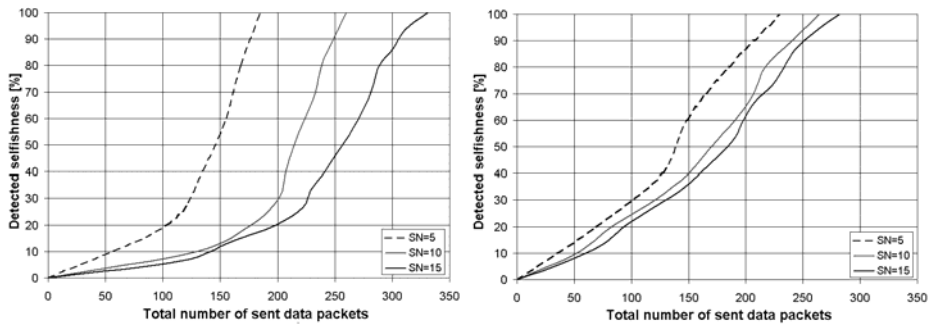 100
90
80
70
60
50
40
30
20
10
0
Detected selfishness [%]
SN=5
SN=10
SN=15
0 50 100 150 200 250 300 350
Total number of sent data packets
100
90
80
70
60
50
40
30
20
10
0
Detected selfishness [%]
SN=5
SN=10
SN=15
0 50 100 150 200 250 300 350
Total number of sent data packets